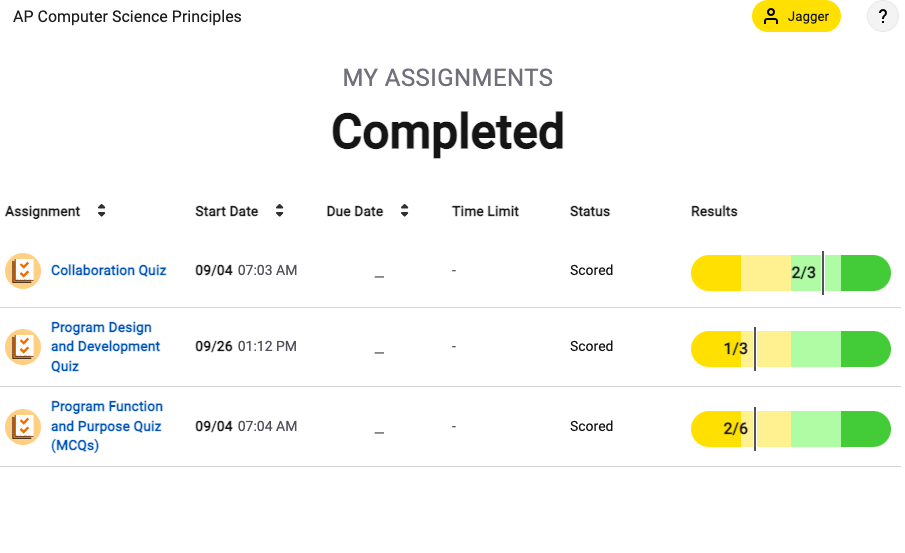 AP Computer Science Principles
Jagger
?
MY ASSIGNMENTS
Completed
Assignment Start Date Due Date Time Limit Status Results
Collaboration Quiz 09/04 07:03 AM _ - Scored 2/3
Program Design
and Development 09/26 01:12 PM _ - Scored 1/3
Quiz
Program Function
and Purpose Quiz 09/04 07:04 AM _ - Scored 2/6
(MCQs)